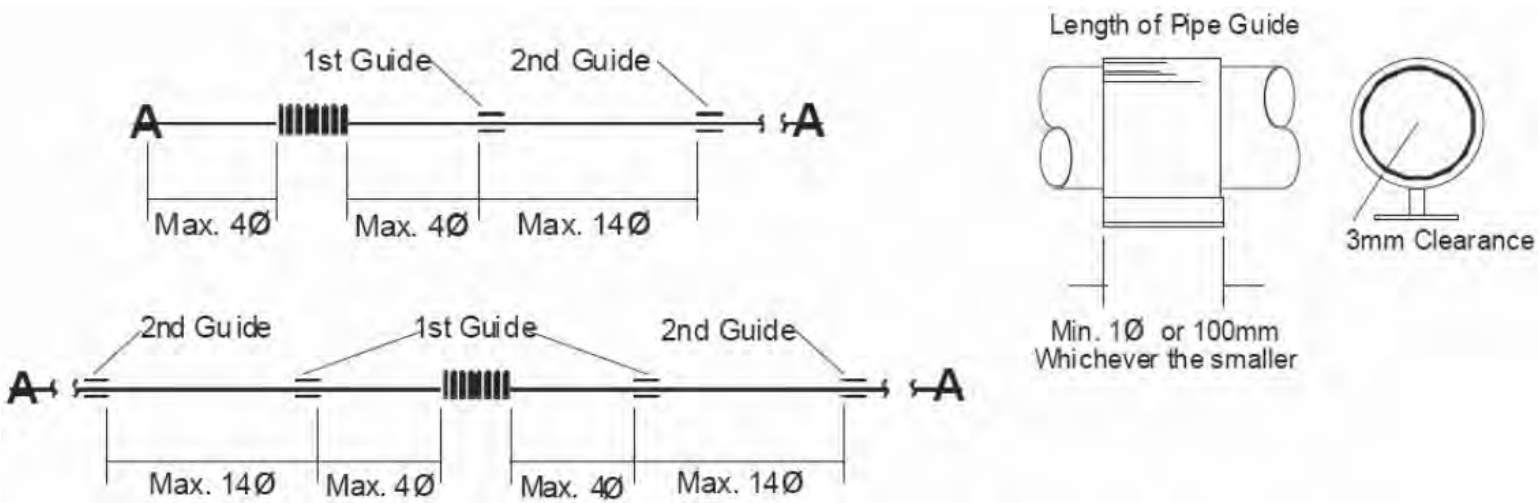 1st Guide
2nd Guide
A
A
Max. 4Ø
Max. 4Ø
Max. 14Ø
Length of Pipe Guide
3mm Clearance
Min. 1Ø or 100mm
Whichever the smaller
2nd Guide
1st Guide
2nd Guide
A
A
Max. 14Ø
Max. 4Ø
Max. 4Ø
Max. 14Ø